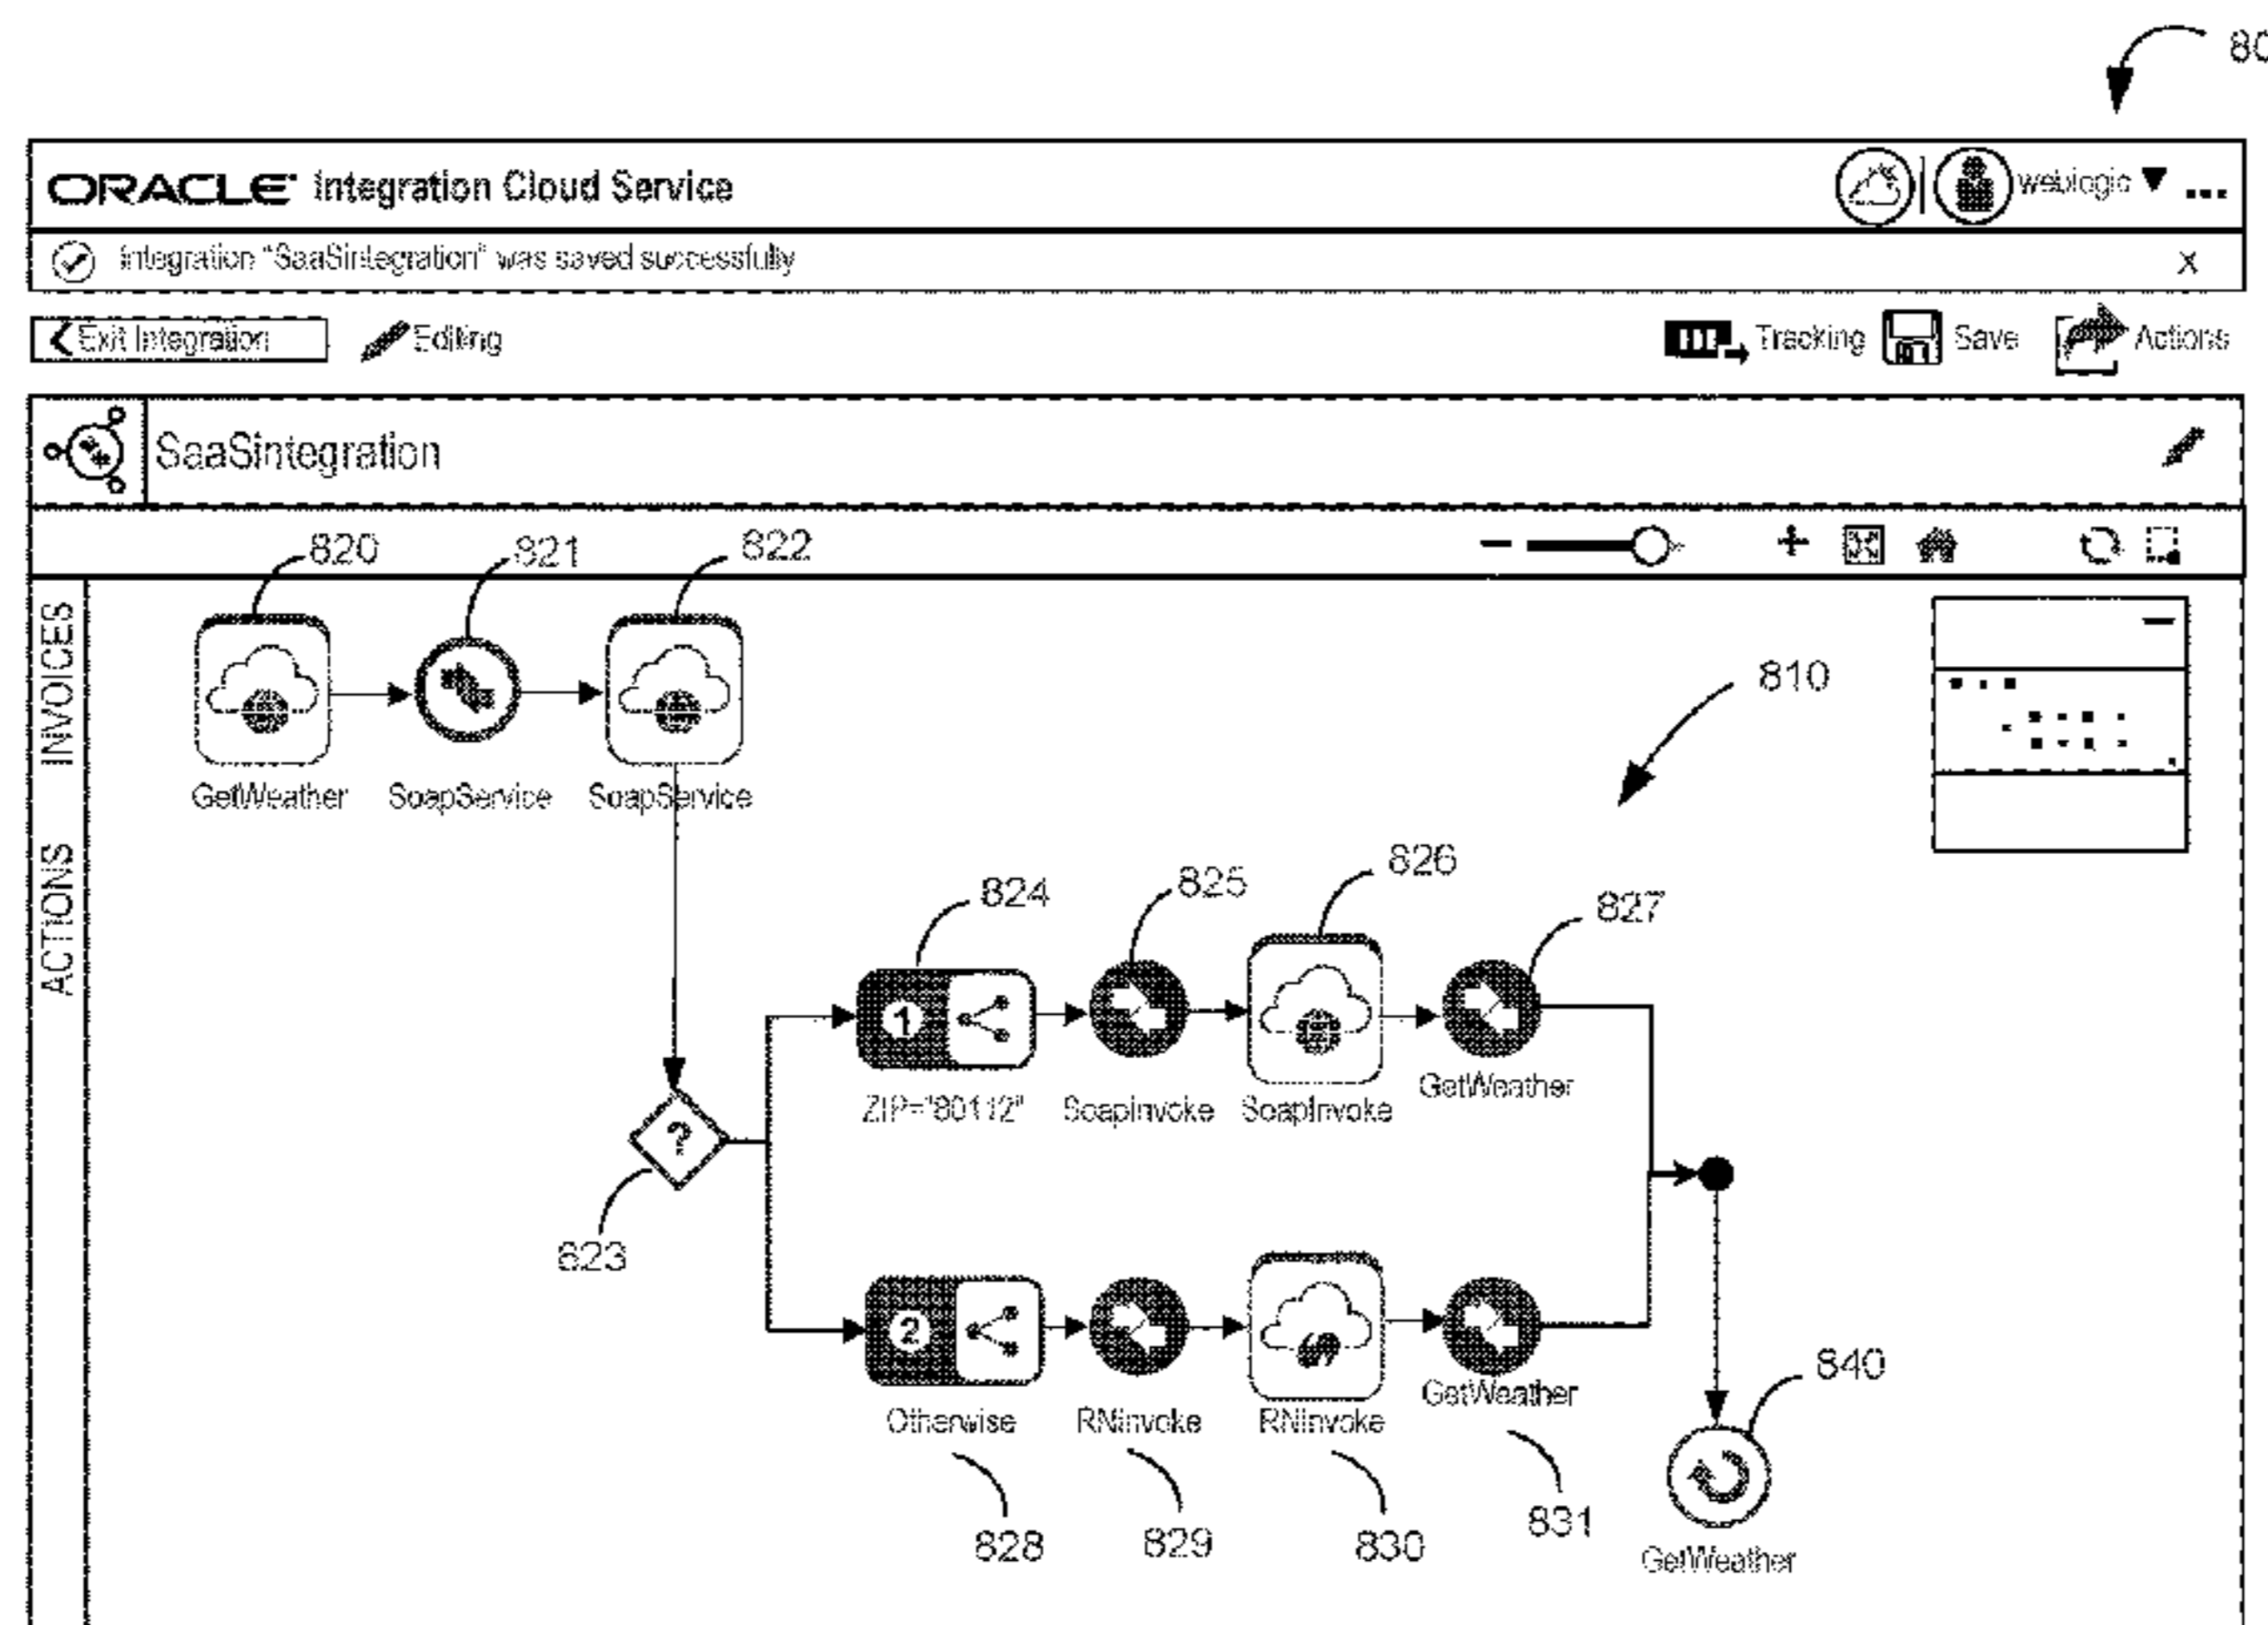 80
ORACLE Integration Cloud Service
weblogic ...
Integration "SaaSintegration" was saved successfully X
Exit Integration Editing Tracking Save Actions
SaaSintegration
820 821 822
INVOICES
ACTIONS
810
GetWeather SoapService SoapService
824 825 826 827
1
ZIP="80112" SoapInvoke SoapInvoke GetWeather
?
823
2
Otherwise RNInvoke RNInvoke GetWeather
840
828 829 830 831
GetWeather